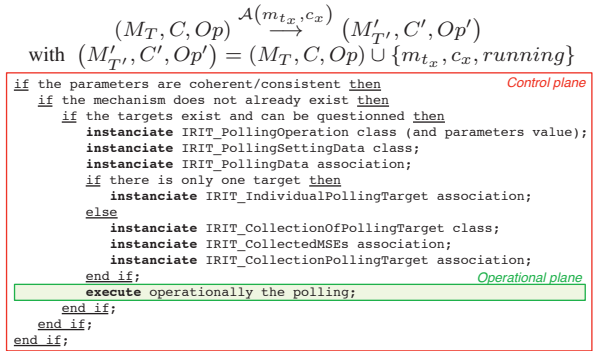 (M_T, C, Op) \overset{\mathcal{A}(m_{t_x}, c_x)}{\longrightarrow} (M'_{T'}, C', Op')
with (M'_{T'}, C', Op') = (M_T, C, Op) ∪ {m_{t_x}, c_x, running}
if the parameters are coherent/consistent then Control plane
if the mechanism does not already exist then
if the targets exist and can be questionned then
instanciate IRIT_PollingOperation class (and parameters value);
instanciate IRIT_PollingSettingData class;
instanciate IRIT_PollingData association;
if there is only one target then
instanciate IRIT_IndividualPollingTarget association;
else
instanciate IRIT_CollectionOfPollingTarget class;
instanciate IRIT_CollectedMSEs association;
instanciate IRIT_CollectionPollingTarget association;
end if; Operational plane
execute operationally the polling;
end if;
end if;
end if;